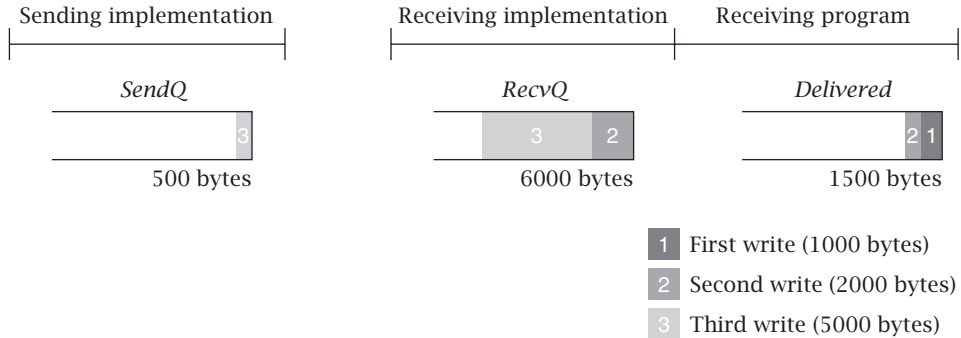 Sending implementation
Receiving implementation
Receiving program
SendQ
RecvQ
Delivered
3
3
2
2
1
500 bytes
6000 bytes
1500 bytes
1 First write (1000 bytes)
2 Second write (2000 bytes)
3 Third write (5000 bytes)